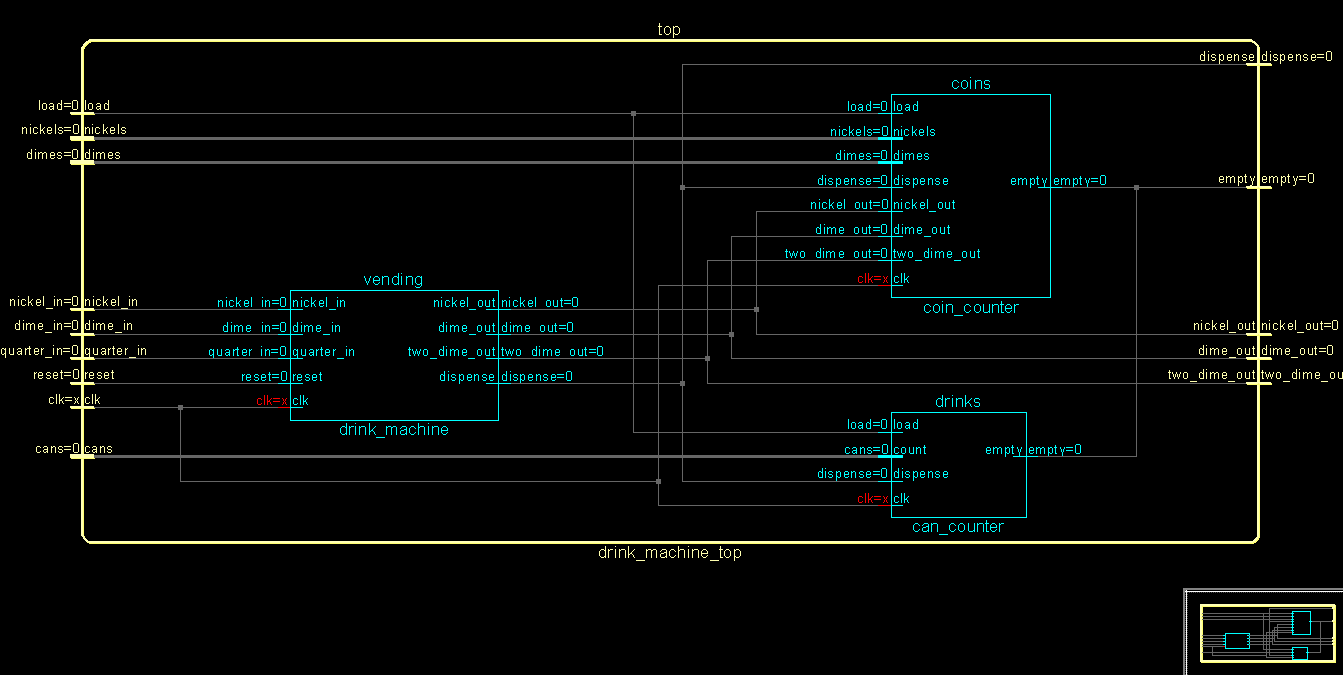 top
dispense dispense=0
coins
load=0 load
load=0 load
nickels=0 nickels
nickels=0 nickels
dimes=0 dimes
dimes=0 dimes
dispense=0 dispense
empty empty=0
empty empty=0
nickel_out=0 nickel_out
dime_out=0 dime_out
two_dime_out=0 two_dime_out
clk=x clk
coin_counter
vending
nickel_in=0 nickel_in
nickel_in=0 nickel_in
nickel_out nickel_out=0
nickel_out nickel_out=0
dime_in=0 dime_in
dime_in=0 dime_in
dime_out dime_out=0
dime_out dime_out=0
quarter_in=0 quarter_in
quarter_in=0 quarter_in
two_dime_out two_dime_out=0
two_dime_out two_dime_ou
reset=0 reset
reset=0 reset
dispense dispense=0
clk=x clk
clk=x clk
drink_machine
drinks
load=0 load
cans=0 cans
cans=0 count
empty empty=0
dispense=0 dispense
clk=x clk
can_counter
drink_machine_top